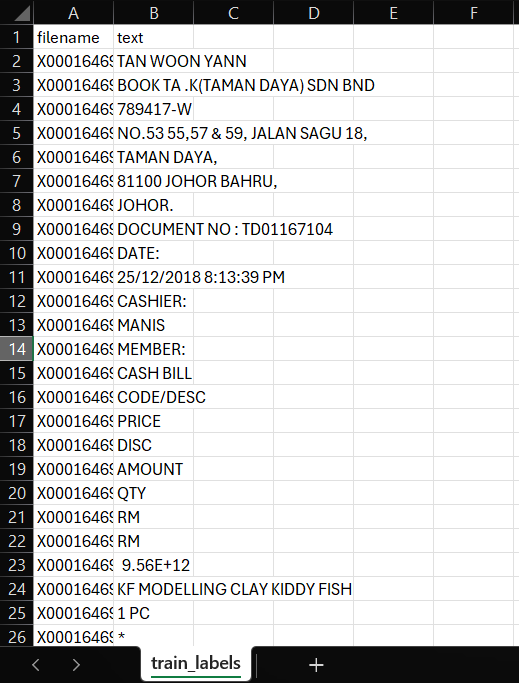 A B C D E F
1 filename text
2 X00016469 TAN WOON YANN
3 X00016469 BOOK TA .K(TAMAN DAYA) SDN BND
4 X00016469 789417-W
5 X00016469 NO.53 55,57 & 59, JALAN SAGU 18,
6 X00016469 TAMAN DAYA,
7 X00016469 81100 JOHOR BAHRU,
8 X00016469 JOHOR.
9 X00016469 DOCUMENT NO : TD01167104
10 X00016469 DATE:
11 X00016469 25/12/2018 8:13:39 PM
12 X00016469 CASHIER:
13 X00016469 MANIS
14 X00016469 MEMBER:
15 X00016469 CASH BILL
16 X00016469 CODE/DESC
17 X00016469 PRICE
18 X00016469 DISC
19 X00016469 AMOUNT
20 X00016469 QTY
21 X00016469 RM
22 X00016469 RM
23 X00016469 9.56E+12
24 X00016469 KF MODELLING CLAY KIDDY FISH
25 X00016469 1 PC
26 X00016469 *
train_labels